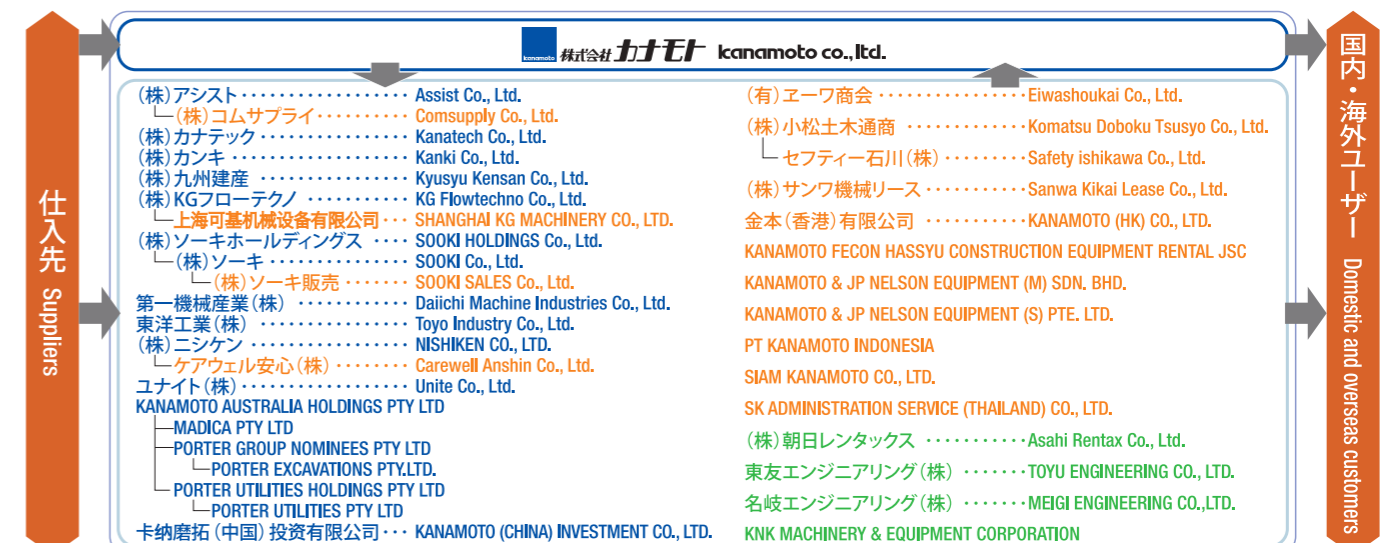 仕入先 Suppliers
kanamoto 株式会社カナモト kanamoto co.,ltd.
(株)アシスト・・・・・・・・・・・・・・・・・ Assist Co., Ltd.
(株)コムサプライ・・・・・・・・・・ Comsupply Co., Ltd.
(株)カナテック・・・・・・・・・・・・・・・ Kanatech Co., Ltd.
(株)カンキ・・・・・・・・・・・・・・・・・・ Kanki Co., Ltd.
(株)九州建産・・・・・・・・・・・・・・・・ Kyusyu Kensan Co., Ltd.
(株)KGフローテクノ・・・・・・・・・・・ KG Flowtechno Co., Ltd.
上海可基机械设备有限公司・・・ SHANGHAI KG MACHINERY CO., LTD.
(株)ソーキホールディングス・・・・ SOOKI HOLDINGS Co., Ltd.
(株)ソーキ・・・・・・・・・・・・・・・・ SOOKI Co., Ltd.
(株)ソーキ販売・・・・・・・ SOOKI SALES Co., Ltd.
第一機械産業(株)・・・・・・・・・・・・ Daiichi Machine Industries Co., Ltd.
東洋工業(株)・・・・・・・・・・・・・・・ Toyo Industry Co., Ltd.
(株)ニシケン・・・・・・・・・・・・・・・・ NISHIKEN CO., LTD.
ケアウェル安心(株)・・・・・・・・ Carewell Anshin Co., Ltd.
ユナイト(株)・・・・・・・・・・・・・・・・・ Unite Co., Ltd.
KANAMOTO AUSTRALIA HOLDINGS PTY LTD
MADICA PTY LTD
PORTER GROUP NOMINEES PTY LTD
PORTER EXCAVATIONS PTY.LTD.
PORTER UTILITIES HOLDINGS PTY LTD
PORTER UTILITIES PTY LTD
卡纳磨拓(中国)投资有限公司・・・ KANAMOTO (CHINA) INVESTMENT CO., LTD.
(有)ヱーワ商会・・・・・・・・・・・・・・・Eiwashoukai Co., Ltd.
(株)小松土木通商・・・・・・・・・・・・Komatsu Doboku Tsusyo Co., Ltd.
セフティー石川(株)・・・・・・・・・Safety ishikawa Co., Ltd.
(株)サンワ機械リース・・・・・・・・・・Sanwa Kikai Lease Co., Ltd.
金本(香港)有限公司・・・・・・・・・・・KANAMOTO (HK) CO., LTD.
KANAMOTO FECON HASSYU CONSTRUCTION EQUIPMENT RENTAL JSC
KANAMOTO & JP NELSON EQUIPMENT (M) SDN. BHD.
KANAMOTO & JP NELSON EQUIPMENT (S) PTE. LTD.
PT KANAMOTO INDONESIA
SIAM KANAMOTO CO., LTD.
SK ADMINISTRATION SERVICE (THAILAND) CO., LTD.
(株)朝日レンタックス・・・・・・・・・・Asahi Rentax Co., Ltd.
東友エンジニアリング(株)・・・・・・・TOYU ENGINEERING CO., LTD.
名岐エンジニアリング(株)・・・・・・・MEIGI ENGINEERING CO.,LTD.
KNK MACHINERY & EQUIPMENT CORPORATION
国内・海外ユーザー Domestic and overseas customers